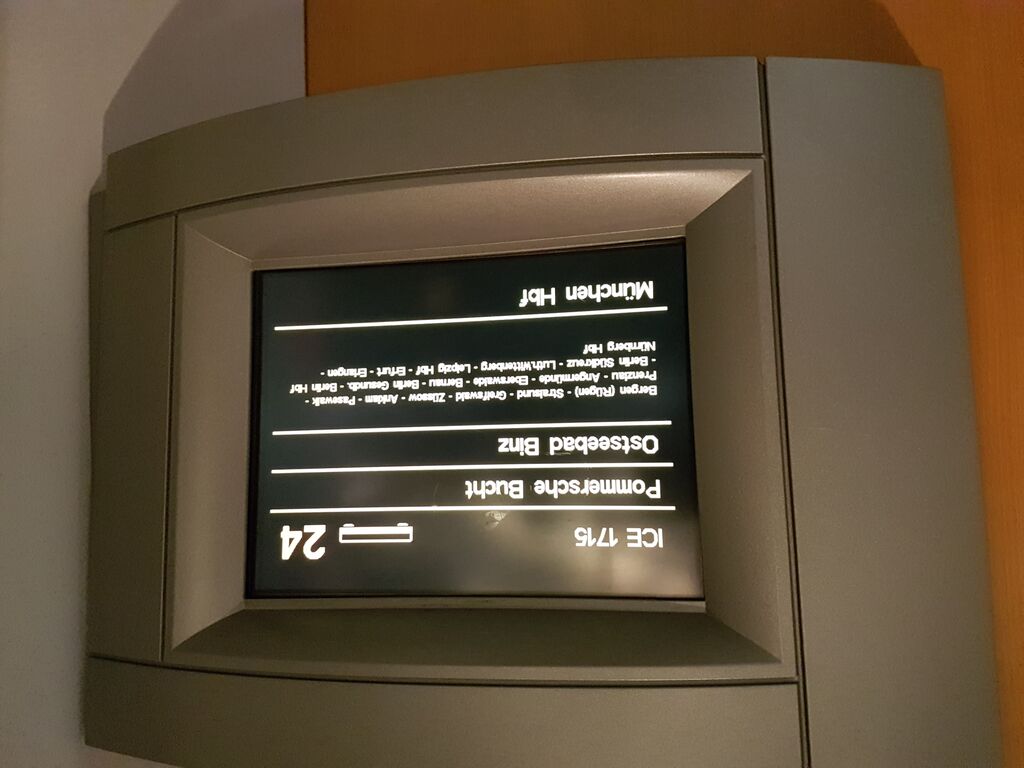 ICE 1715 24
Pommersche Bucht
Ostseebad Binz
Bergen (Rügen) - Stralsund - Greifswald - Züssow - Anklam - Pasewalk -
Prenzlau - Angermünde - Eberswalde - Bernau - Berlin Gesundb. - Berlin Hbf
- Berlin Südkreuz - Luth.Wittenberg - Leipzig Hbf - Erfurt - Erlangen -
Nürnberg Hbf
München Hbf